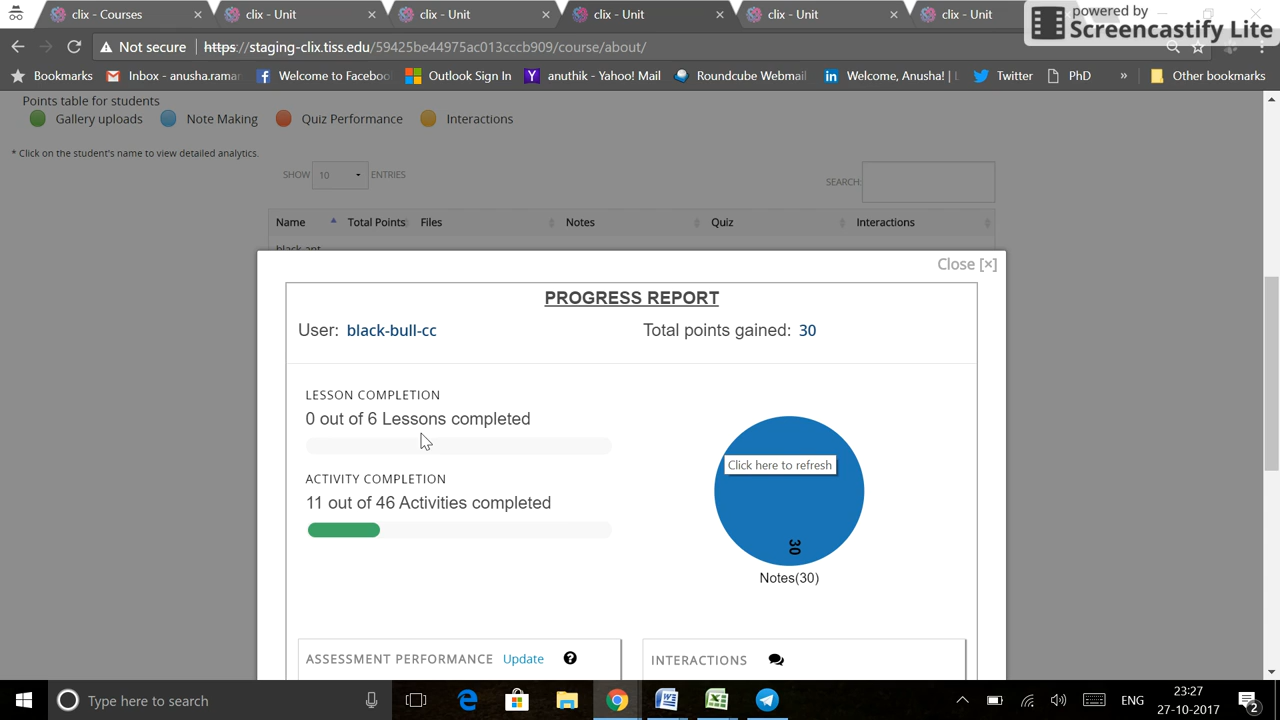 clix - Courses
clix - Unit
clix - Unit
clix - Unit
clix - Unit
clix - Unit
powered by
Screencastify Lite
Not secure
https://staging-clix.tiss.edu/59425be44975ac013cccb909/course/about/
Bookmarks
Inbox - anusha.ramar
Welcome to Faceboo
Outlook Sign In
anuthik - Yahoo! Mail
Roundcube Webmail
Welcome, Anusha! | L
Twitter
PhD
»
Other bookmarks
Points table for students
Gallery uploads
Note Making
Quiz Performance
Interactions
* Click on the student's name to view detailed analytics.
SHOW 10 ENTRIES
SEARCH:
Name
Total Points
Files
Notes
Quiz
Interactions
black-ant
Close [×]
PROGRESS REPORT
User: black-bull-cc
Total points gained: 30
LESSON COMPLETION
0 out of 6 Lessons completed
ACTIVITY COMPLETION
11 out of 46 Activities completed
Click here to refresh
30
Notes(30)
ASSESSMENT PERFORMANCE Update
INTERACTIONS
Type here to search
ENG
23:27
27-10-2017
2